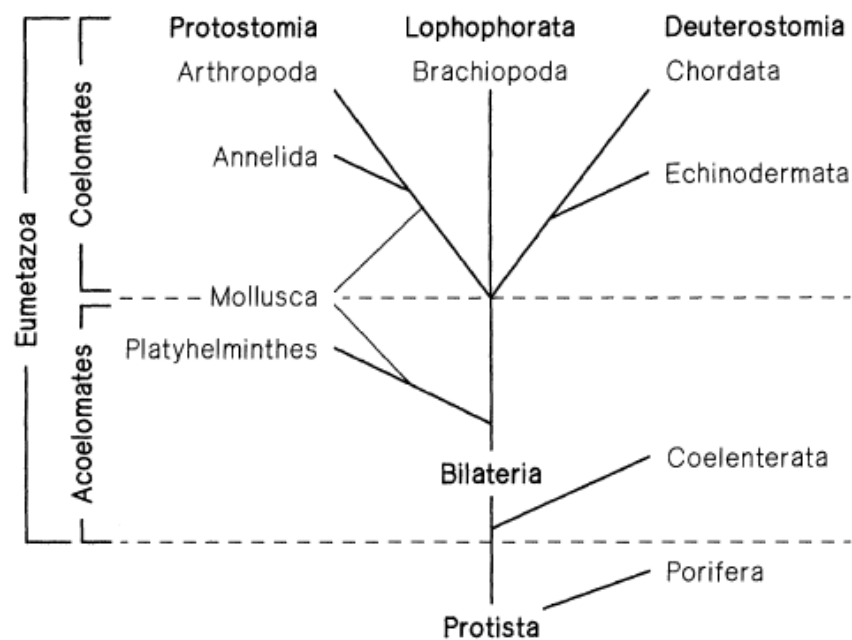 Protostomia Lophophorata Deuterostomia
Arthropoda Brachiopoda Chordata
Annelida Echinodermata
Coelomates
Eumetazoa
Mollusca
Platyhelminthes
Acoelomates
Bilateria Coelenterata
Porifera
Protista